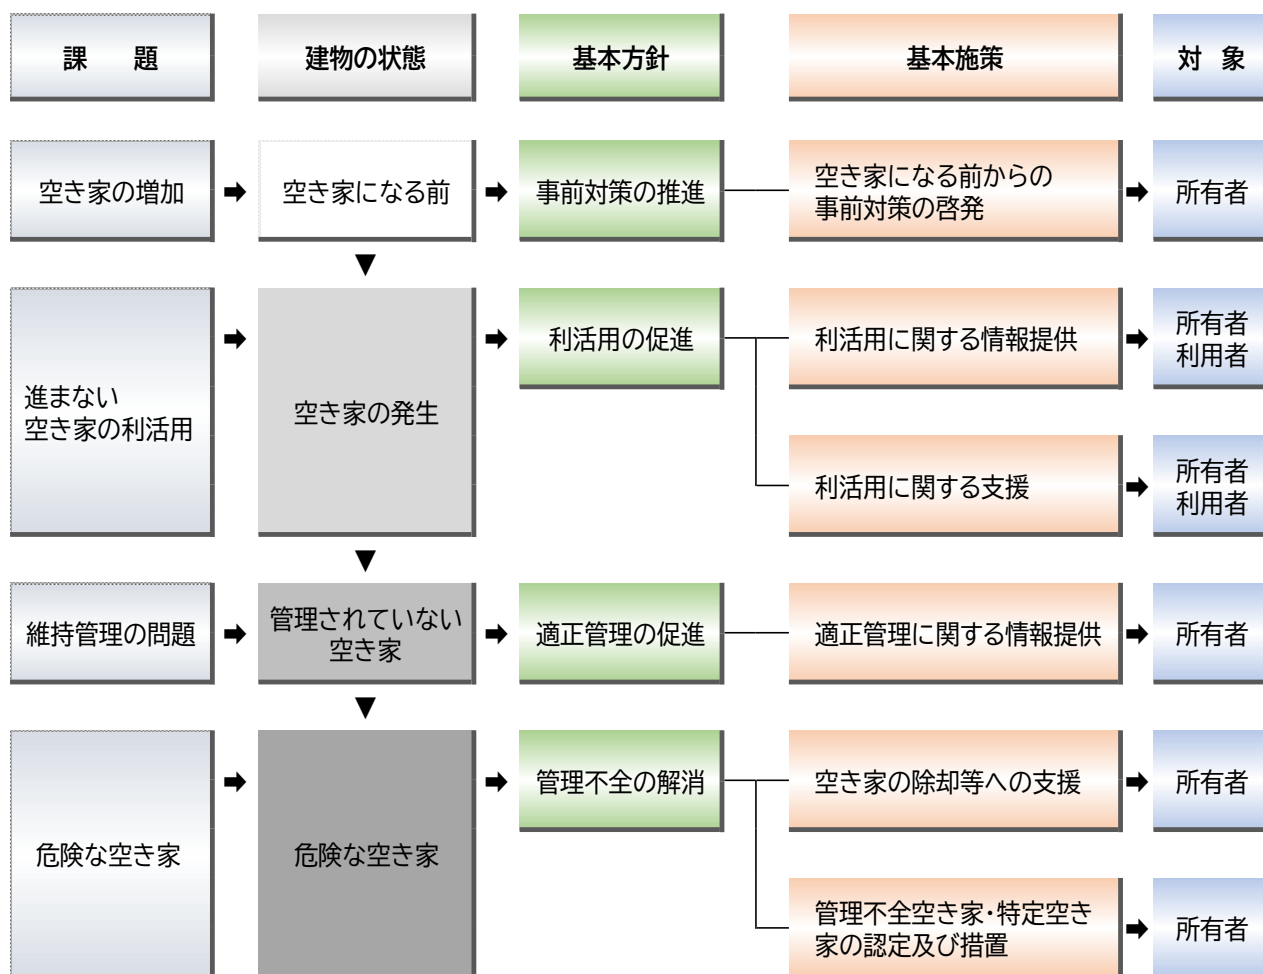 課　題
建物の状態
基本方針
基本施策
対 象
空き家の増加
空き家になる前
事前対策の推進
空き家になる前からの
事前対策の啓発
所有者
進まない
空き家の利活用
空き家の発生
利活用の促進
利活用に関する情報提供
所有者
利用者
利活用に関する支援
所有者
利用者
維持管理の問題
管理されていない
空き家
適正管理の促進
適正管理に関する情報提供
所有者
危険な空き家
危険な空き家
管理不全の解消
空き家の除却等への支援
所有者
管理不全空き家・特定空き
家の認定及び措置
所有者